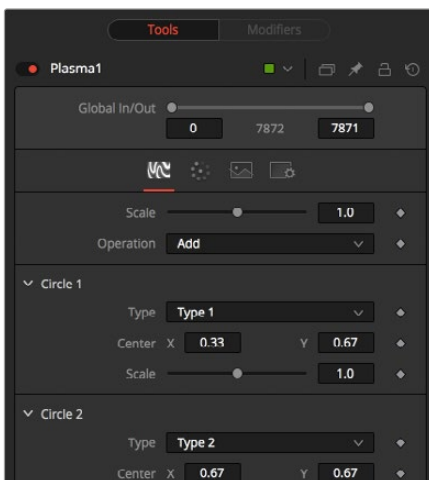 Tools Modifiers
Plasma1
Global In/Out
0 7872 7871
Scale 1.0
Operation Add
Circle 1
Type Type 1
Center X 0.33 Y 0.67
Scale 1.0
Circle 2
Type Type 2
Center X 0.67 Y 0.67